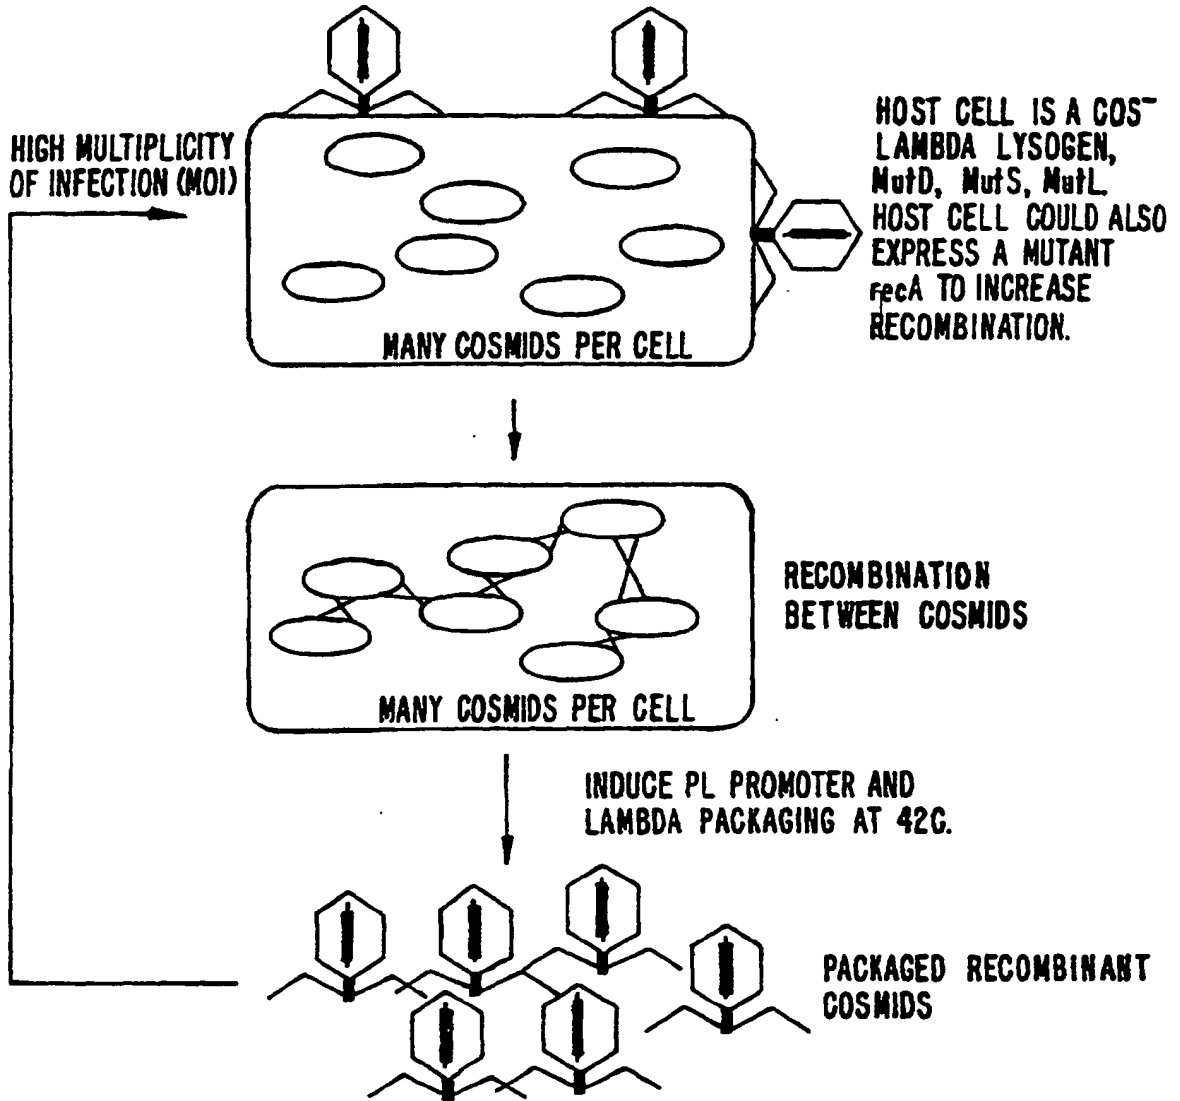 HIGH MULTIPLICITY
OF INFECTION (MOI)
HOST CELL IS A COS⁻
LAMBDA LYSOGEN,
MutD, MutS, MutL.
HOST CELL COULD ALSO
EXPRESS A MUTANT
recA TO INCREASE
RECOMBINATION.
MANY COSMIDS PER CELL
RECOMBINATION
BETWEEN COSMIDS
MANY COSMIDS PER CELL
INDUCE PL PROMOTER AND
LAMBDA PACKAGING AT 42C.
PACKAGED RECOMBINANT
COSMIDS